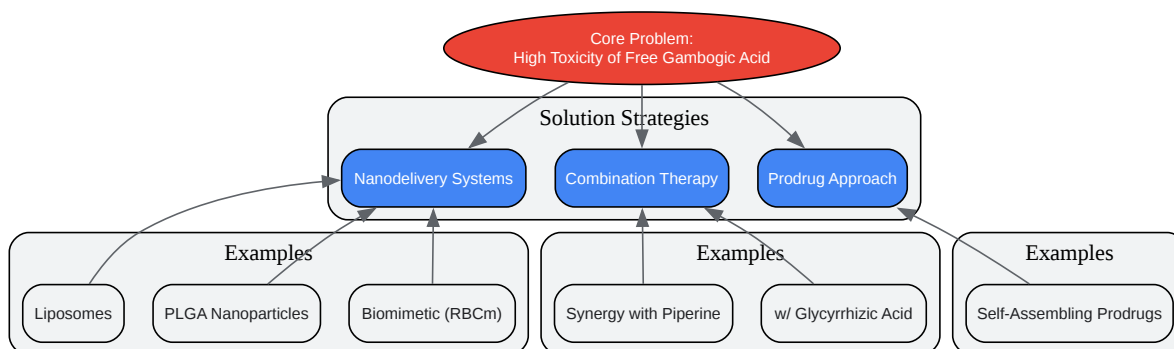 Core Problem:
High Toxicity of Free Gambogic Acid
Solution Strategies
Nanodelivery Systems
Combination Therapy
Prodrug Approach
Examples
Examples
Examples
Liposomes
PLGA Nanoparticles
Biomimetic (RBCm)
Synergy with Piperine
w/ Glycyrrhizic Acid
Self-Assembling Prodrugs